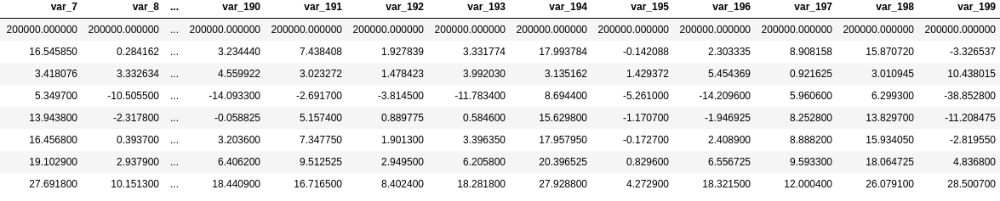 var_7 var_8 ... var_190 var_191 var_192 var_193 var_194 var_195 var_196 var_197 var_198 var_199
200000.000000 200000.000000 ... 200000.000000 200000.000000 200000.000000 200000.000000 200000.000000 200000.000000 200000.000000 200000.000000 200000.000000 200000.000000
16.545850 0.284162 ... 3.234440 7.438408 1.927839 3.331774 17.993784 -0.142088 2.303335 8.908158 15.870720 -3.326537
3.418076 3.332634 ... 4.559922 3.023272 1.478423 3.992030 3.135162 1.429372 5.454369 0.921625 3.010945 10.438015
5.349700 -10.505500 ... -14.093300 -2.691700 -3.814500 -11.783400 8.694400 -5.261000 -14.209600 5.960600 6.299300 -38.852800
13.943800 -2.317800 ... -0.058825 5.157400 0.889775 0.584600 15.629800 -1.170700 -1.946925 8.252800 13.829700 -11.208475
16.456800 0.393700 ... 3.203600 7.347750 1.901300 3.396350 17.957950 -0.172700 2.408900 8.888200 15.934050 -2.819550
19.102900 2.937900 ... 6.406200 9.512525 2.949500 6.205800 20.396525 0.829600 6.556725 9.593300 18.064725 4.836800
27.691800 10.151300 ... 18.440900 16.716500 8.402400 18.281800 27.928800 4.272900 18.321500 12.000400 26.079100 28.500700